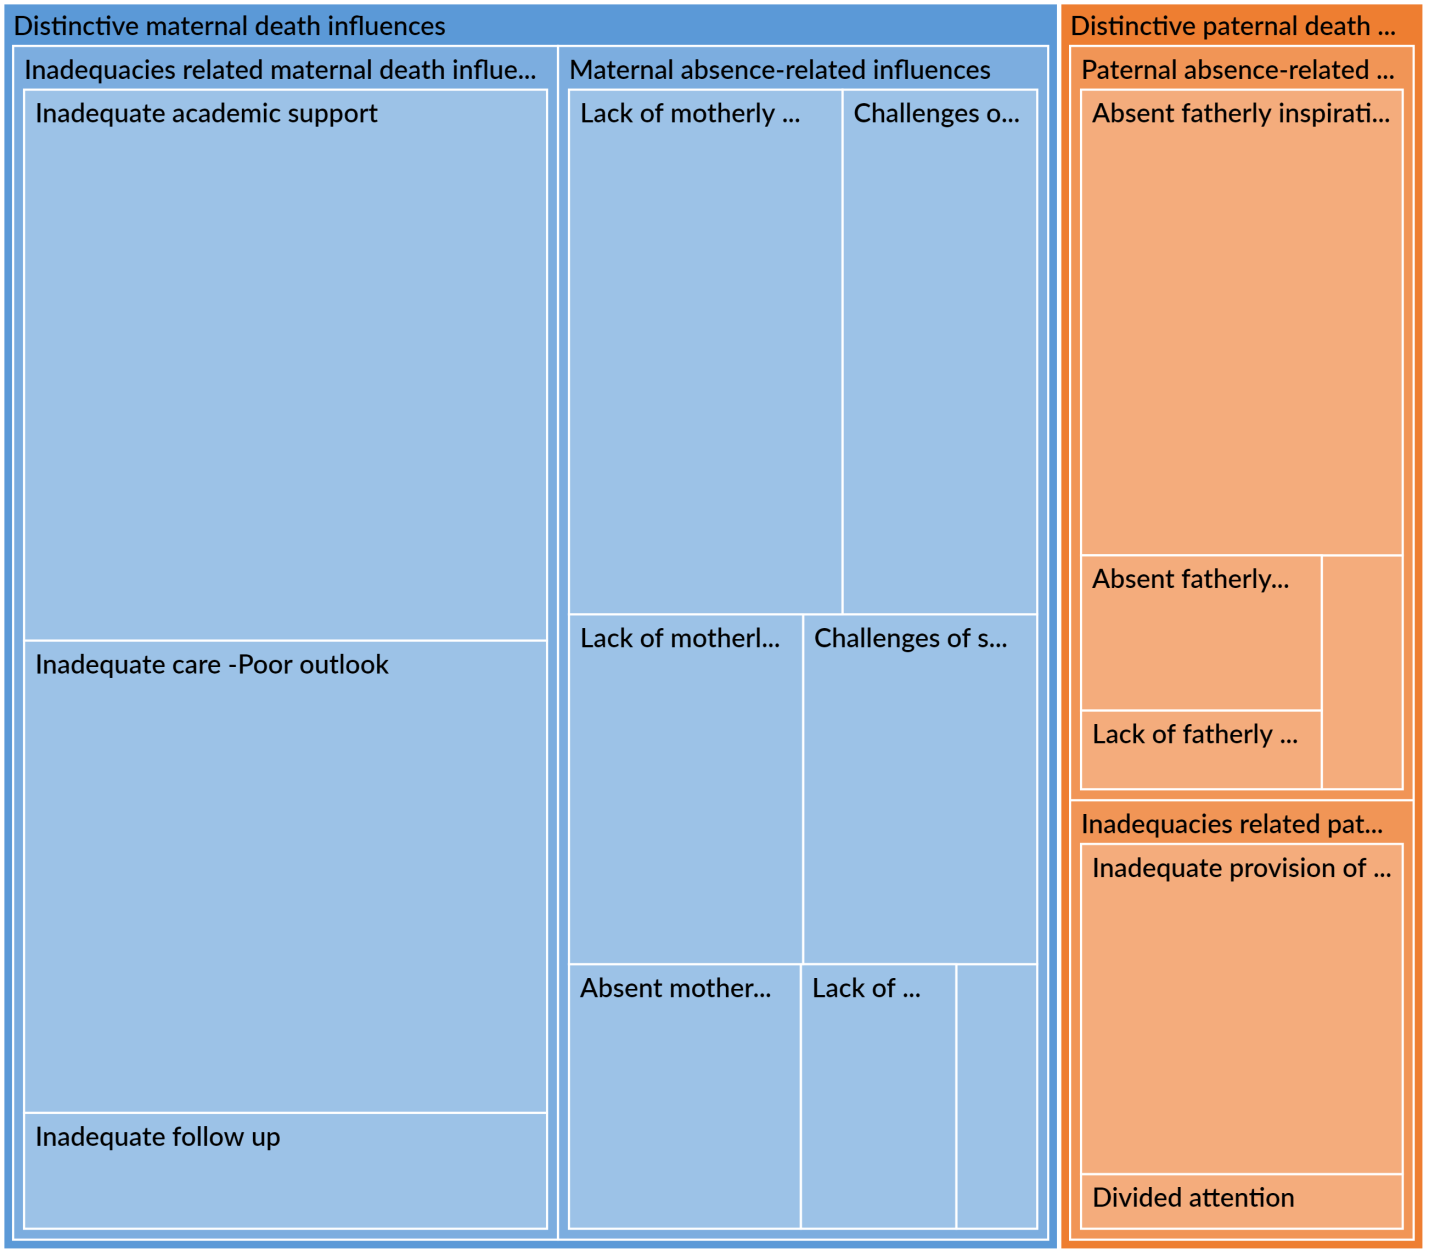 Distinctive maternal death influences
Inadequacies related maternal death influe...
Inadequate academic support
Inadequate care -Poor outlook
Inadequate follow up
Maternal absence-related influences
Lack of motherly ...
Challenges o...
Lack of motherl...
Challenges of s...
Absent mother...
Lack of ...
Distinctive paternal death ...
Paternal absence-related ...
Absent fatherly inspirati...
Absent fatherly...
Lack of fatherly ...
Inadequacies related pat...
Inadequate provision of ...
Divided attention